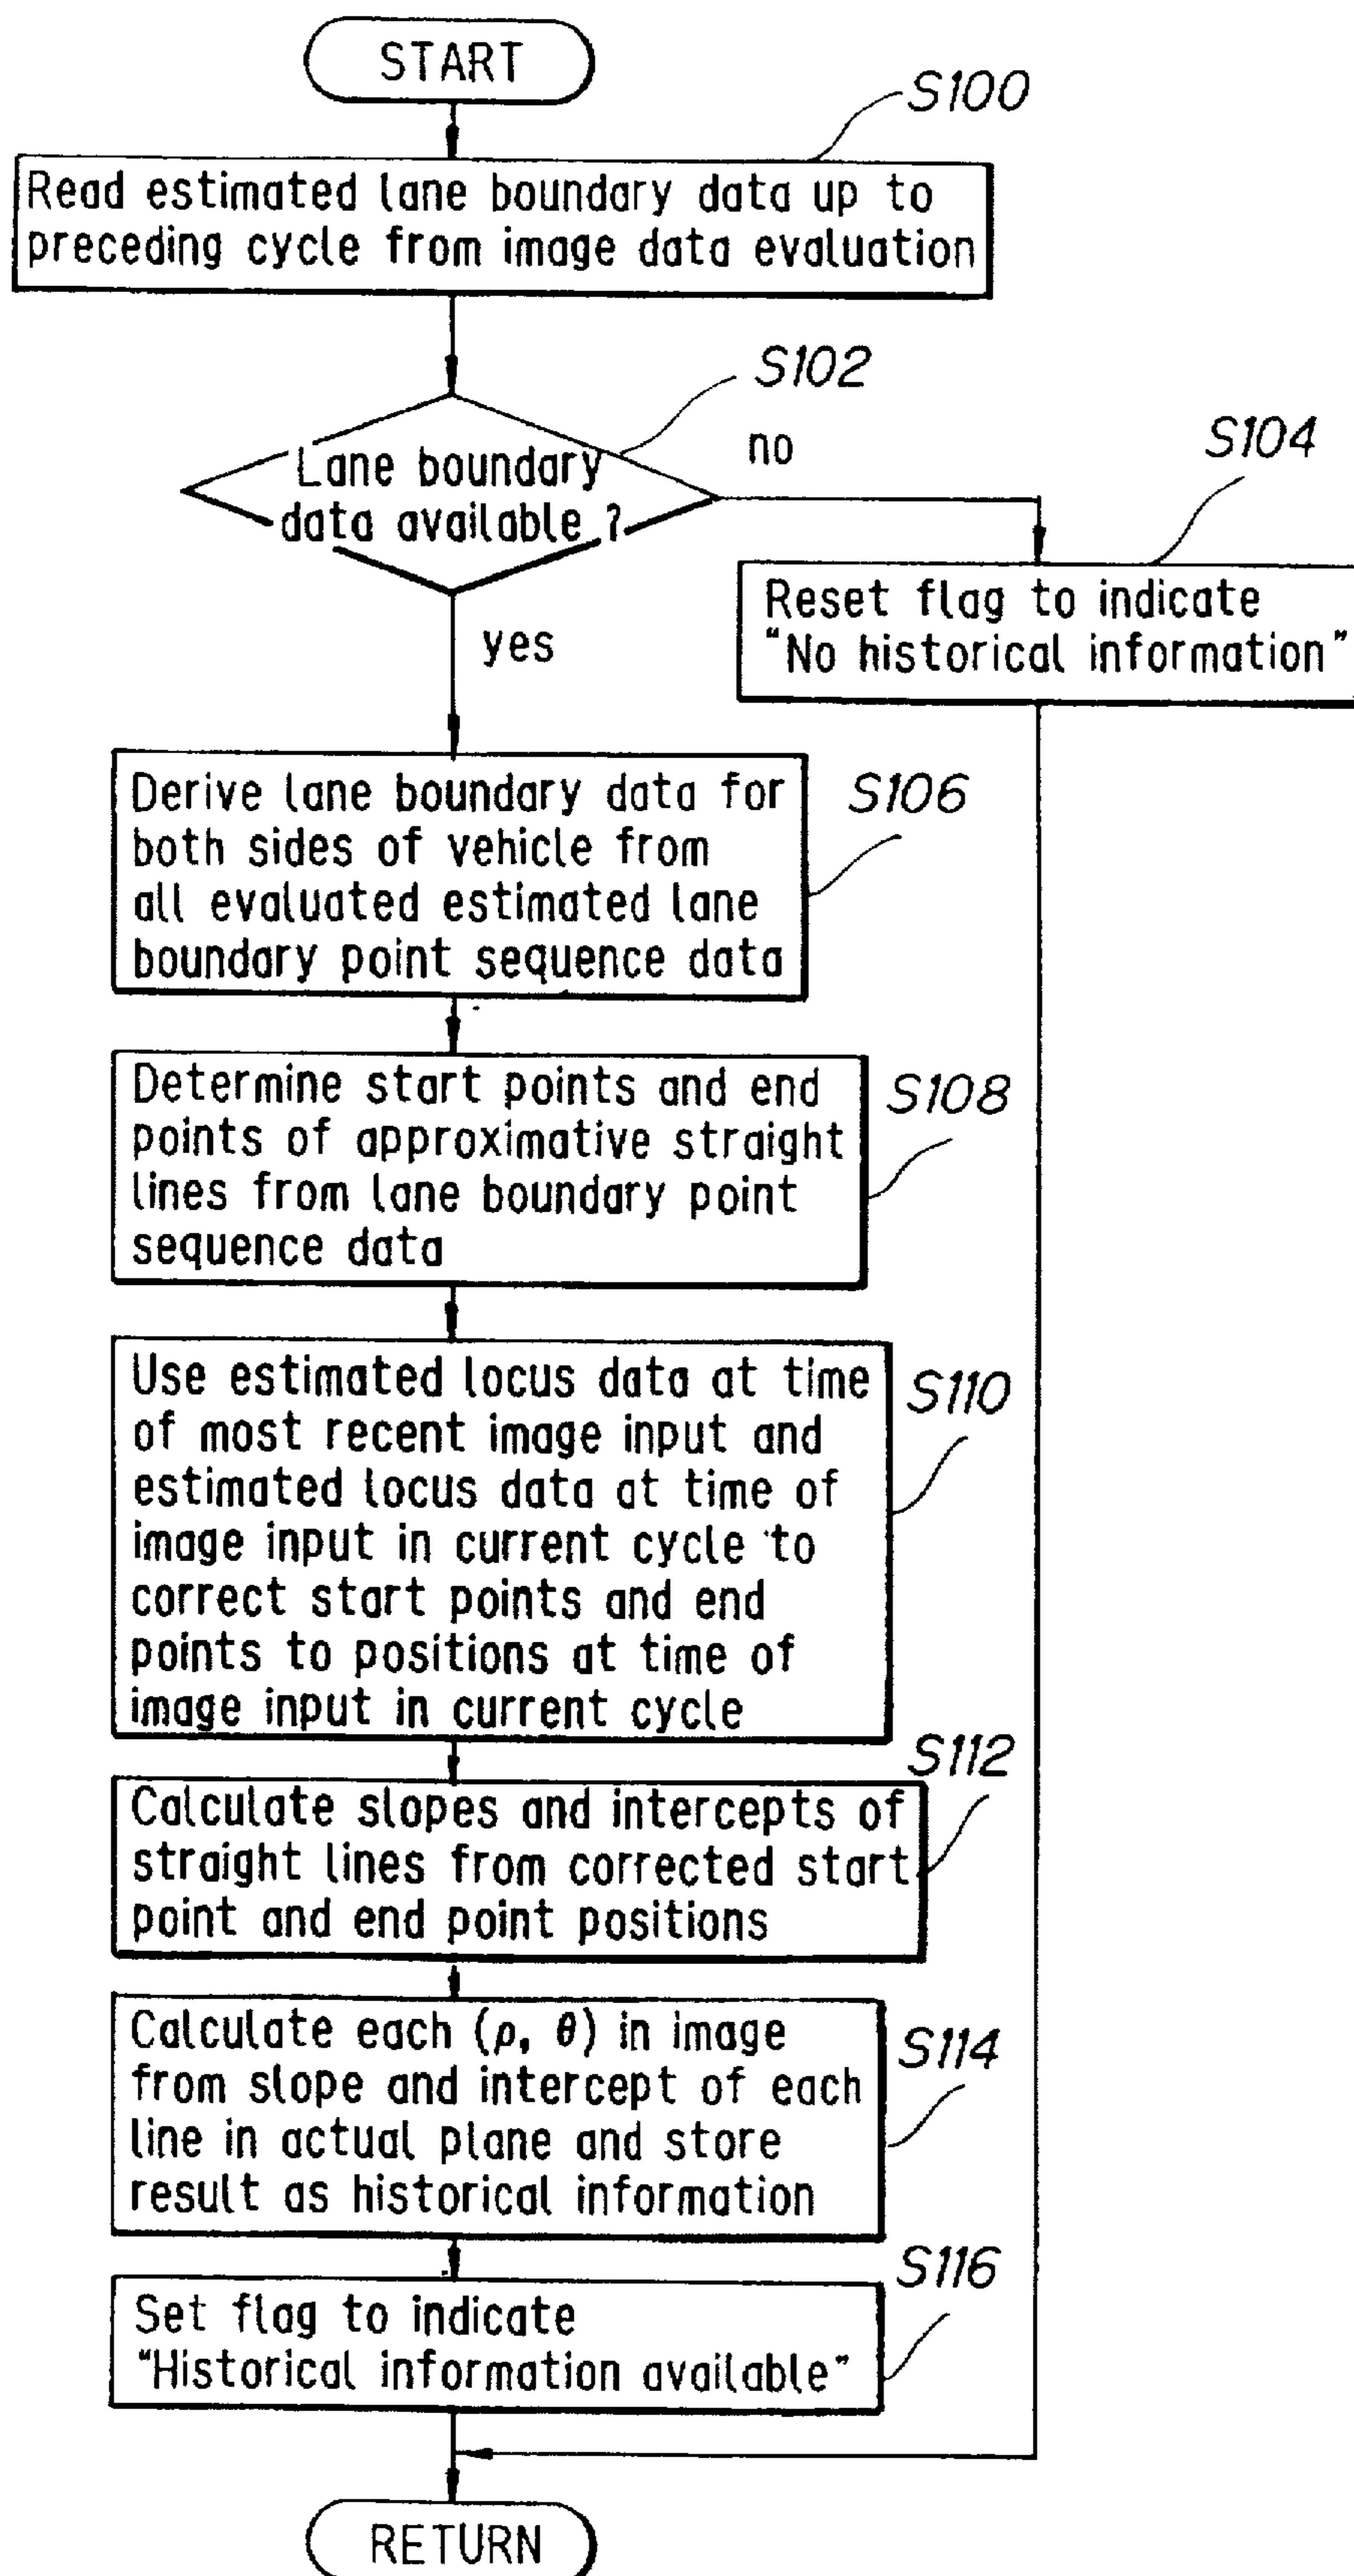 START
S100
Read estimated lane boundary data up to
preceding cycle from image data evaluation
S102
Lane boundary
data available ?
no
yes
S104
Reset flag to indicate
“No historical information”
Derive lane boundary data for
both sides of vehicle from
all evaluated estimated lane
boundary point sequence data
S106
Determine start points and end
points of approximative straight
lines from lane boundary point
sequence data
S108
Use estimated locus data at time
of most recent image input and
estimated locus data at time of
image input in current cycle to
correct start points and end
points to positions at time of
image input in current cycle
S110
S112
Calculate slopes and intercepts of
straight lines from corrected start
point and end point positions
Calculate each (ρ, θ) in image
from slope and intercept of each
line in actual plane and store
result as historical information
S114
S116
Set flag to indicate
“Historical information available”
RETURN